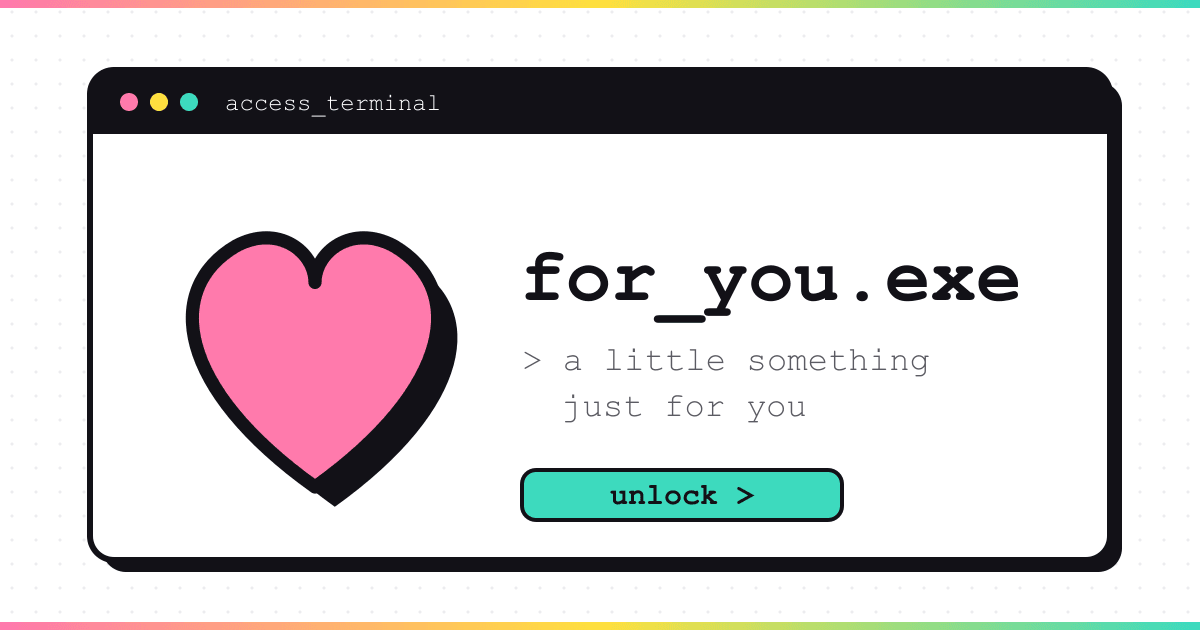 access_terminal
for_you.exe
> a little something
just for you
unlock >